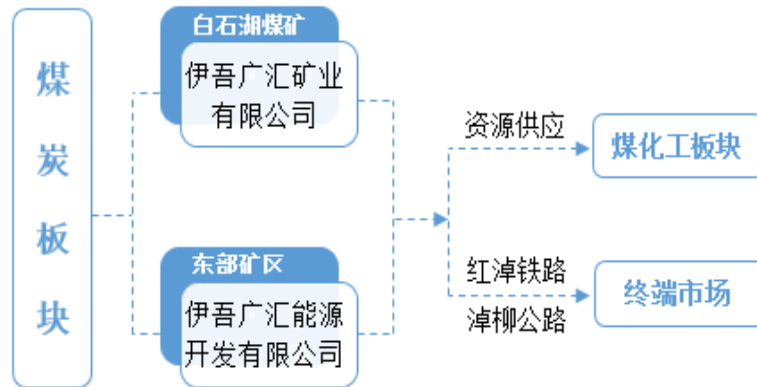 煤炭板块
白石湖煤矿
伊吾广汇矿业
有限公司
东部矿区
伊吾广汇能源
开发有限公司
资源供应
煤化工板块
红淖铁路
淖柳公路
终端市场